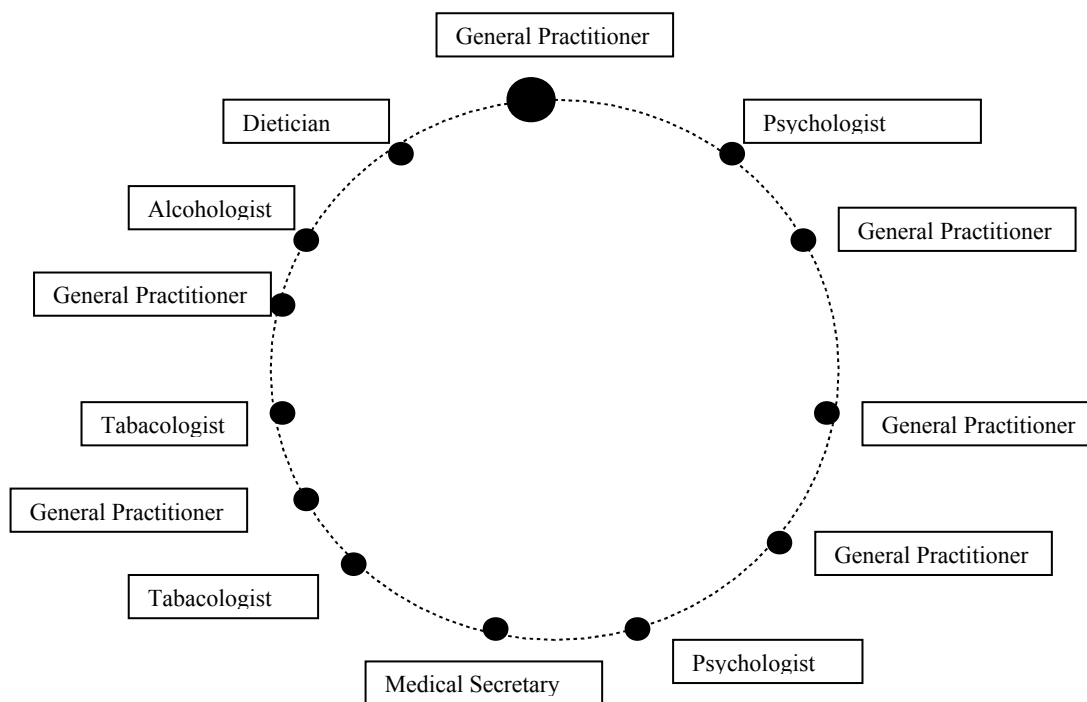 General Practitioner
Dietician
Psychologist
Alcohologist
General Practitioner
General Practitioner
Tabacologist
General Practitioner
General Practitioner
General Practitioner
Tabacologist
Psychologist
Medical Secretary